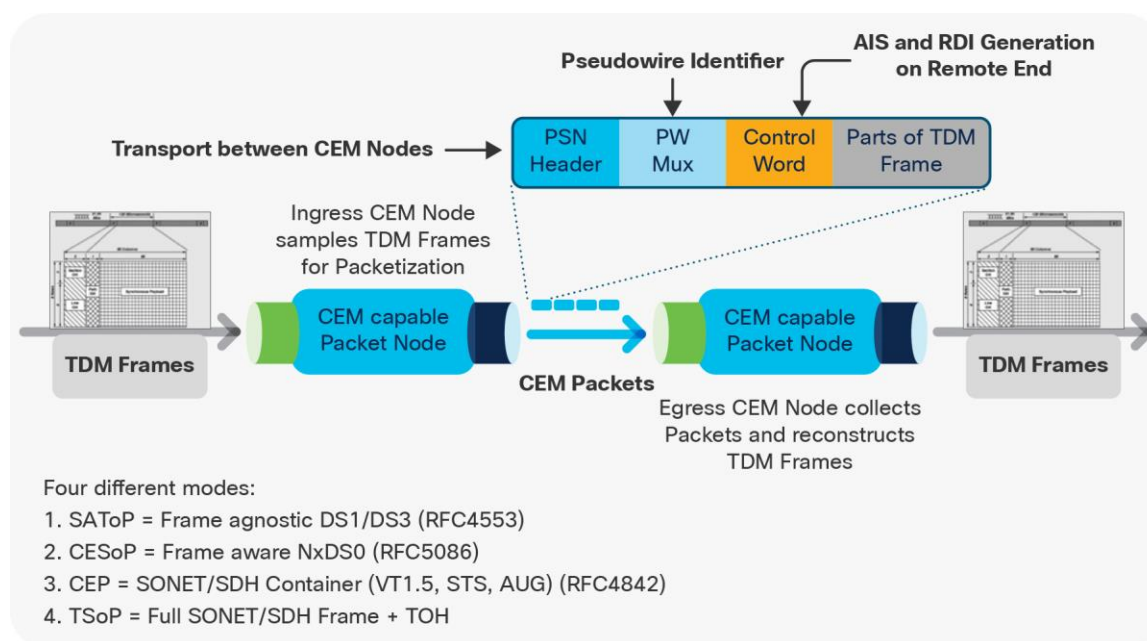 AIS and RDI Generation
on Remote End
Pseudowire Identifier
Transport between CEM Nodes
PSN
Header
PW
Mux
Control
Word
Parts of TDM
Frame
Ingress CEM Node
samples TDM Frames
for Packetization
CEM capable
Packet Node
CEM capable
Packet Node
TDM Frames
CEM Packets
TDM Frames
Egress CEM Node collects
Packets and reconstructs
TDM Frames
Four different modes:
1. SAToP = Frame agnostic DS1/DS3 (RFC4553)
2. CESoP = Frame aware NxDS0 (RFC5086)
3. CEP = SONET/SDH Container (VT1.5, STS, AUG) (RFC4842)
4. TSoP = Full SONET/SDH Frame + TOH